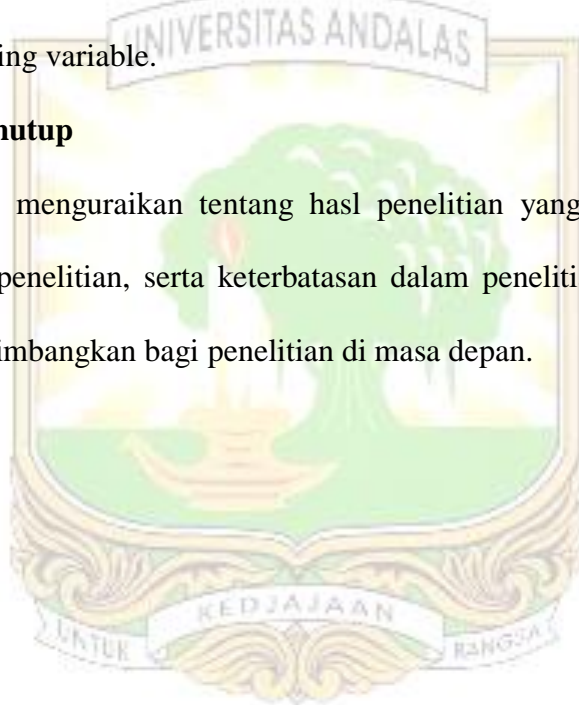 UNIVERSITAS ANDALAS
ing variable.
nutup
menguraikan tentang hasl penelitian yang
penelitian, serta keterbatasan dalam peneliti
imbangkan bagi penelitian di masa depan.
KEDJAJAAN
UNTUK BANGSA